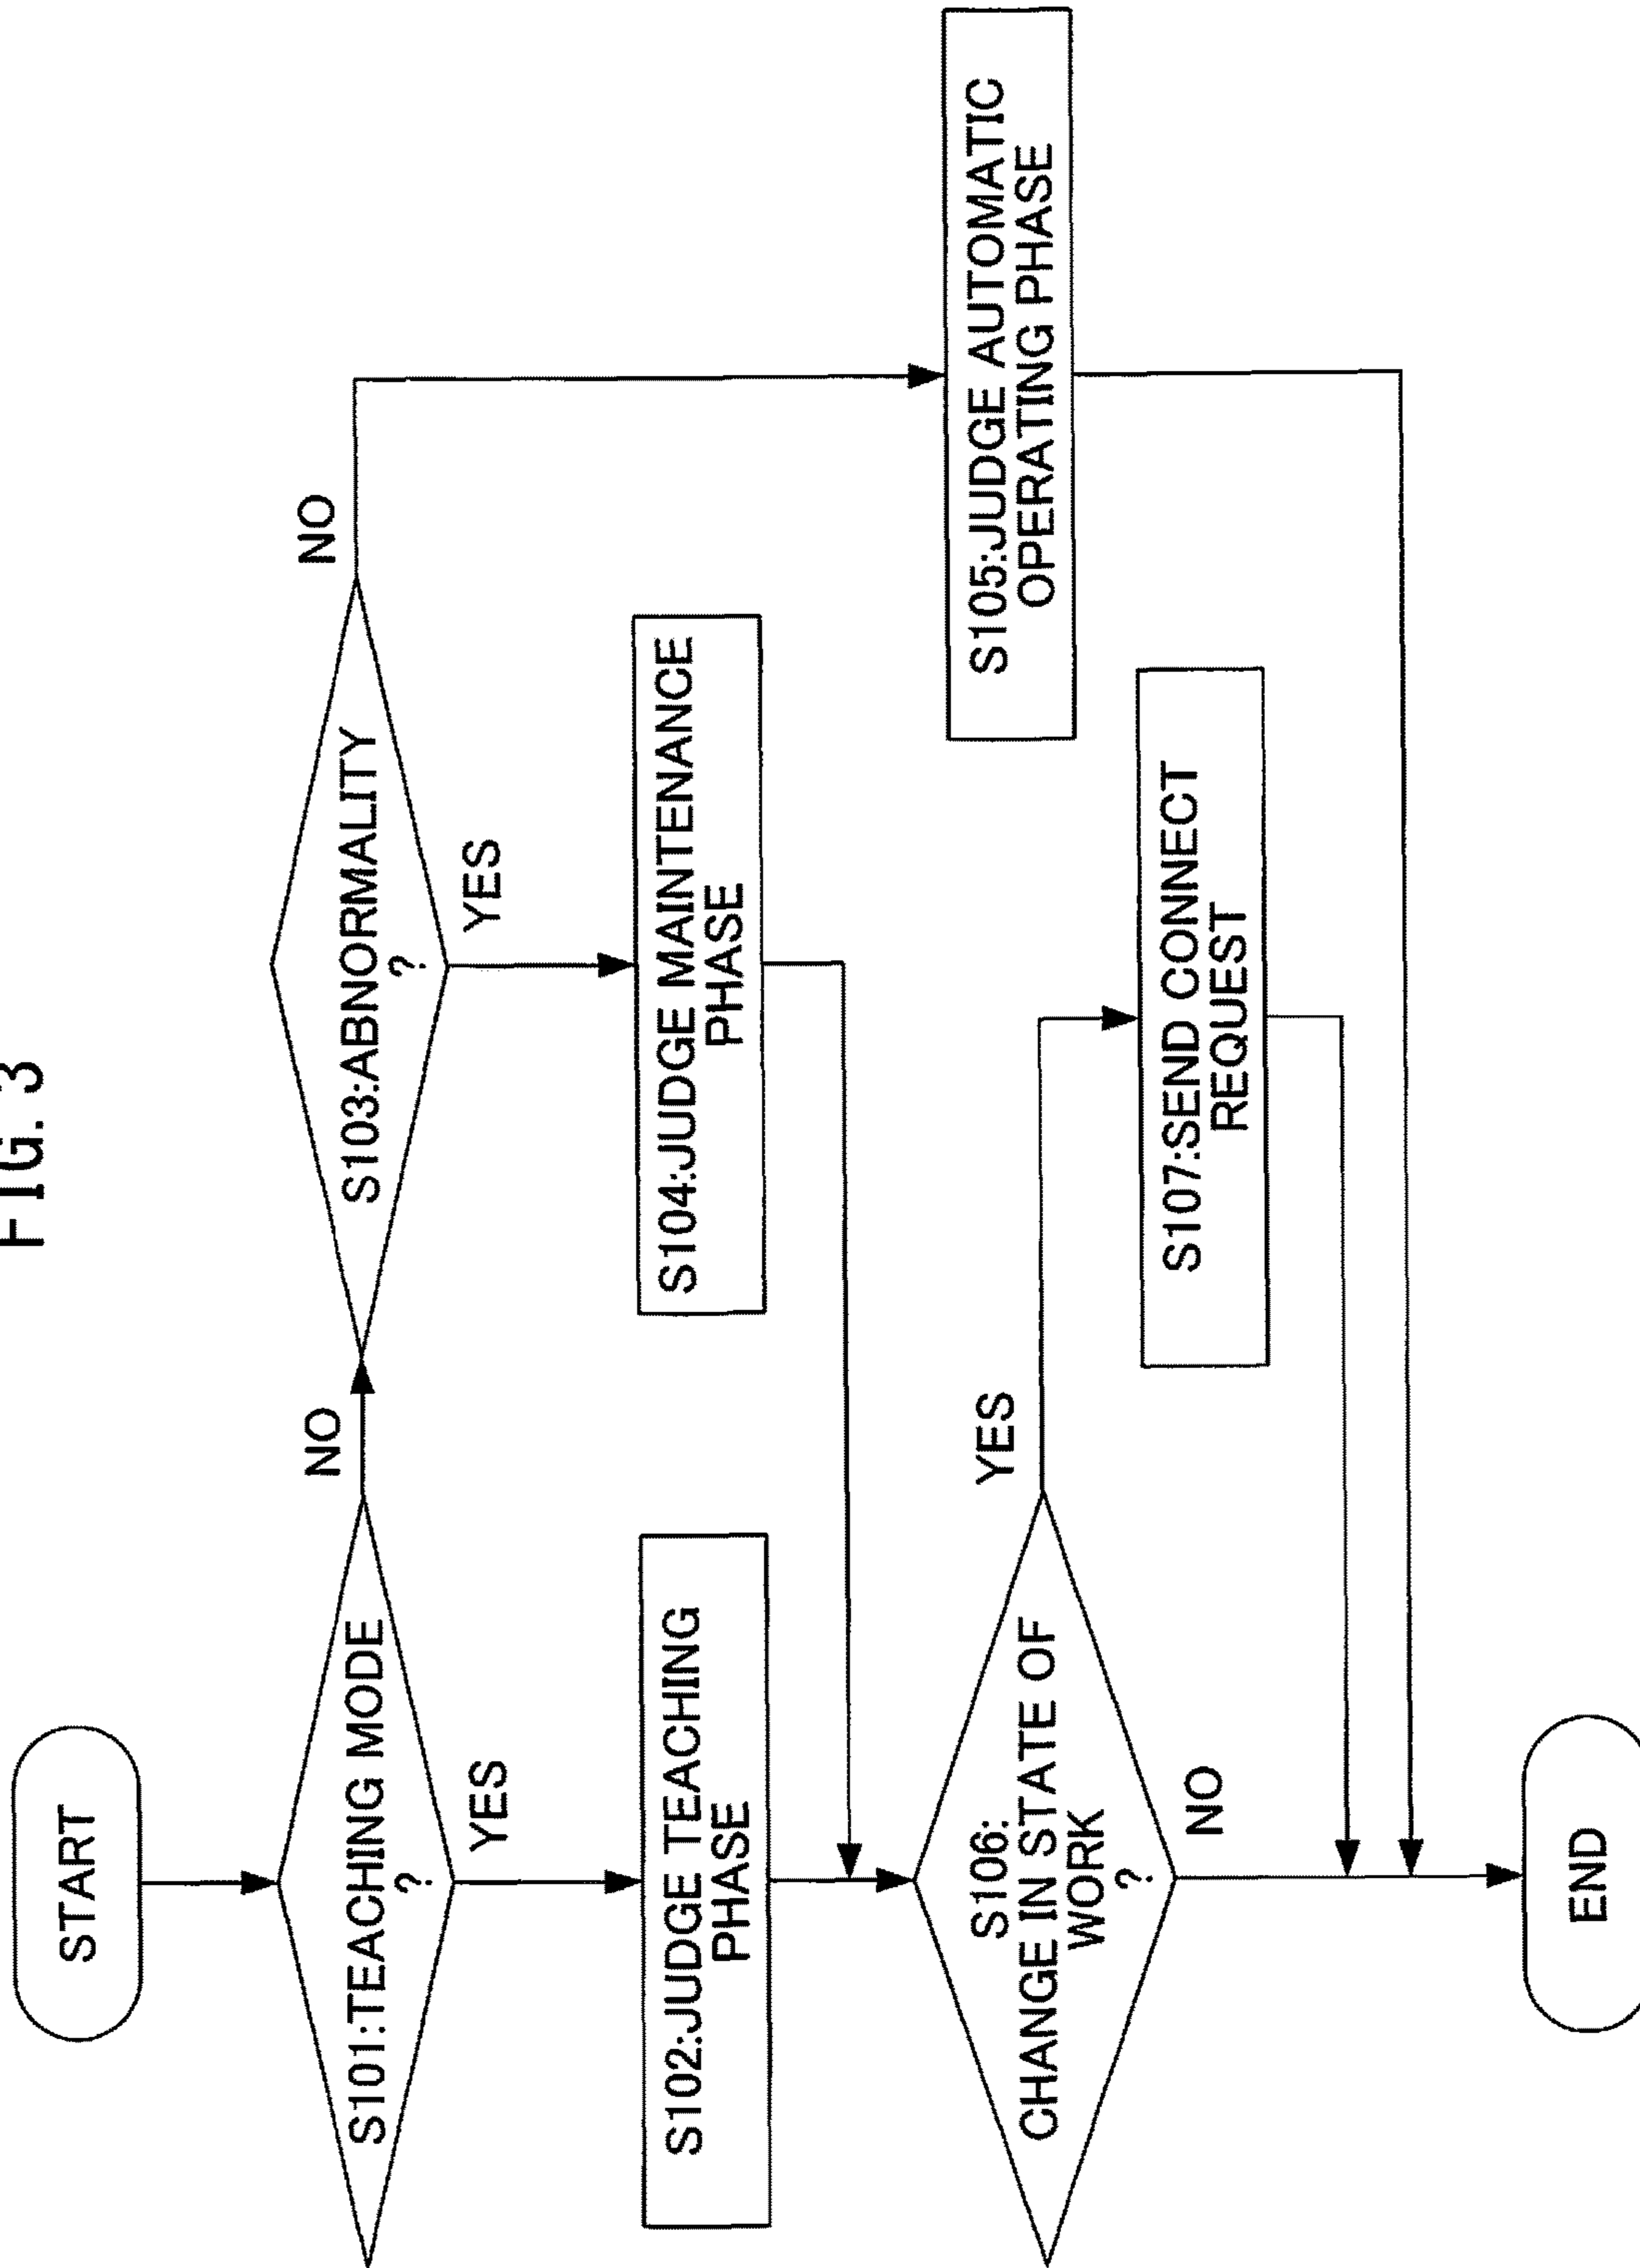 FIG. 3
START
S101:TEACHING MODE
?
NO
YES
S103:ABNORMALITY
?
NO
YES
S102:JUDGE TEACHING
PHASE
S104:JUDGE MAINTENANCE
PHASE
S105:JUDGE AUTOMATIC
OPERATING PHASE
S106:
CHANGE IN STATE OF
WORK
?
YES
NO
S107:SEND CONNECT
REQUEST
END